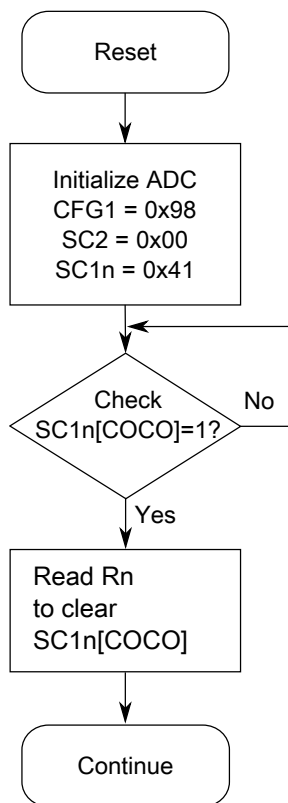 Reset
Initialize ADC
CFG1 = 0x98
SC2 = 0x00
SC1n = 0x41
Check
SC1n[COCO]=1?
No
Yes
Read Rn
to clear
SC1n[COCO]
Continue